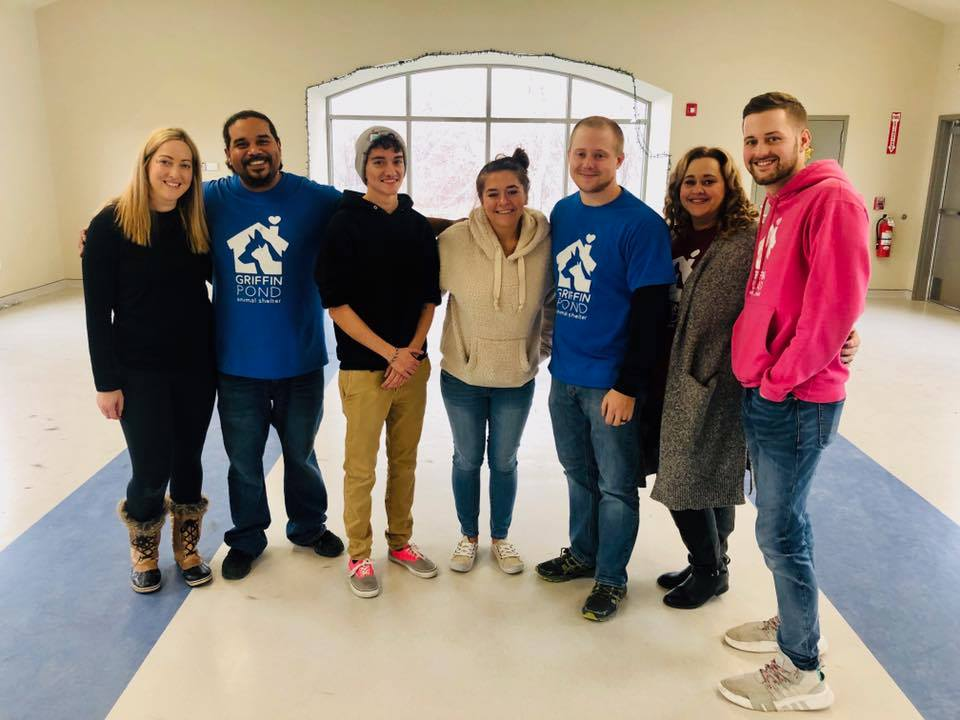 GRIFFIN
POND
animal shelter
GRIFFIN
POND
animal shelter